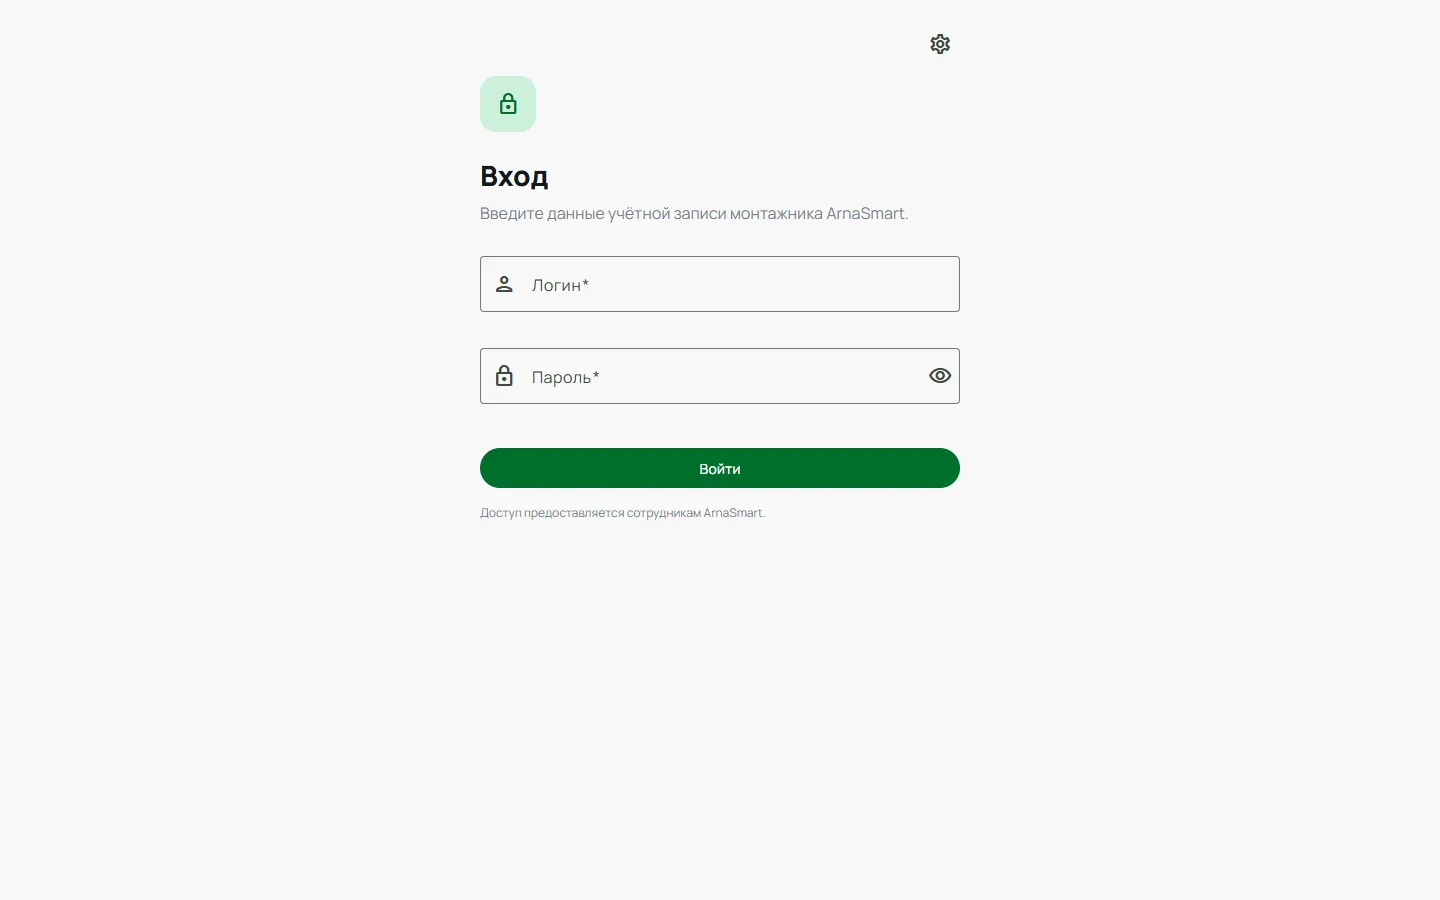 Вход
Введите данные учётной записи монтажника ArnaSmart.
Логин*
Пароль*
Войти
Доступ предоставляется сотрудникам ArnaSmart.